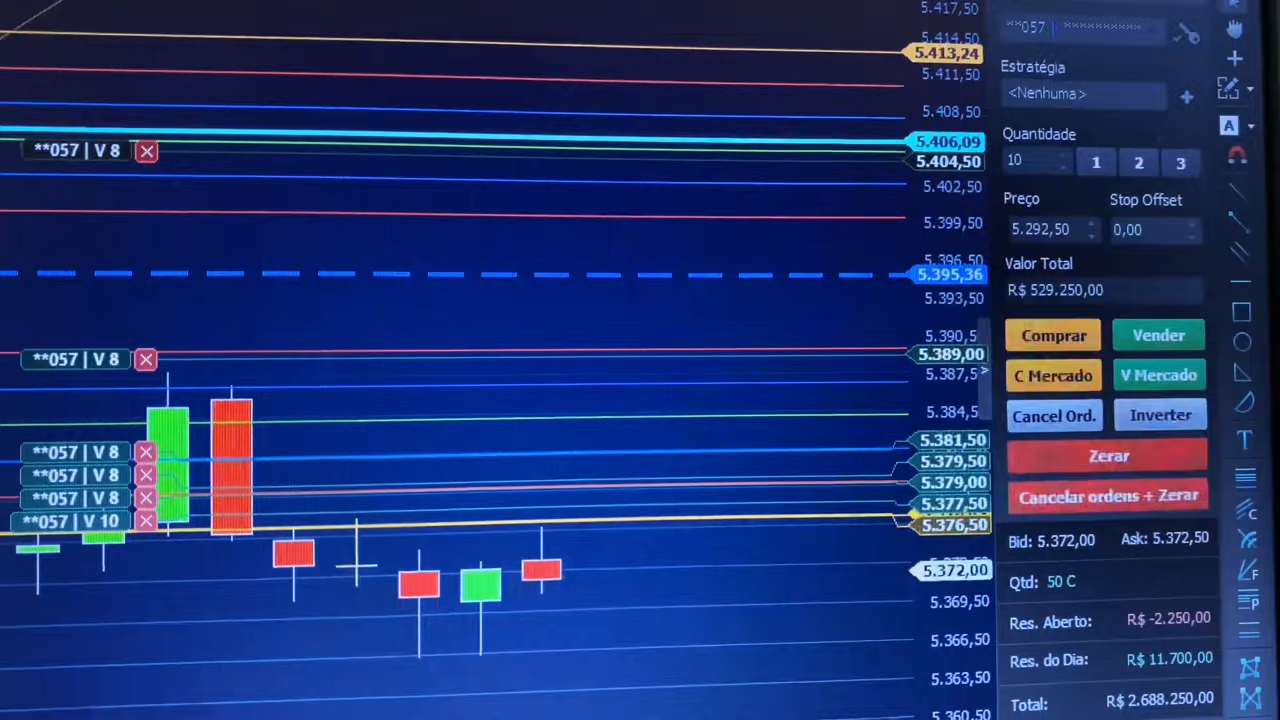 5.417,50
5.414,50
5.413,24
5.411,50
5.408,50
5.406,09
5.404,50
5.402,50
5.399,50
5.396,50
5.395,36
5.393,50
5.390,5
5.389,00
5.387,5
5.384,5
5.381,50
5.379,50
5.379,00
5.377,50
5.376,50
5.372,00
5.369,50
5.366,50
5.363,50
5.360,50
**057 | V 8
**057 | V 8
**057 | V 8
**057 | V 8
**057 | V 8
**057 | V 10
**057 | **********
Estratégia
<Nenhuma>
Quantidade
10 1 2 3
Preço Stop Offset
5.292,50 0,00
Valor Total
R$ 529.250,00
Comprar Vender
C Mercado V Mercado
Cancel Ord. Inverter
Zerar
Cancelar ordens + Zerar
Bid: 5.372,00 Ask: 5.372,50
Qtd: 50 C
Res. Aberto: R$ -2.250,00
Res. do Dia: R$ 11.700,00
Total: R$ 2.688.250,00
A
T
C
F
P